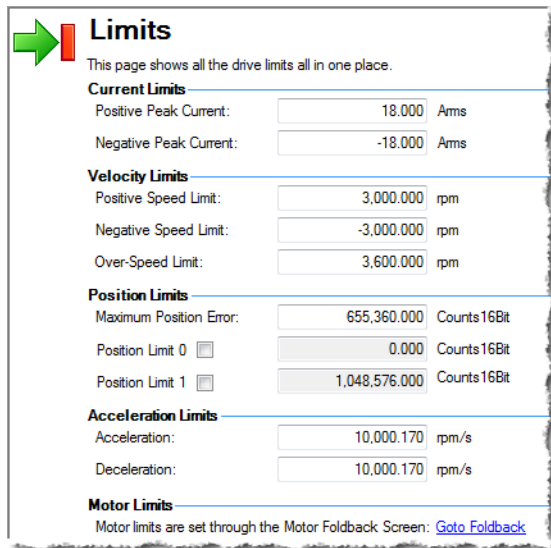 Limits
This page shows all the drive limits all in one place.
Current Limits
Positive Peak Current: 18.000 Arms
Negative Peak Current: -18.000 Arms
Velocity Limits
Positive Speed Limit: 3,000.000 rpm
Negative Speed Limit: -3,000.000 rpm
Over-Speed Limit: 3,600.000 rpm
Position Limits
Maximum Position Error: 655,360.000 Counts16Bit
Position Limit 0 0.000 Counts16Bit
Position Limit 1 1,048,576.000 Counts16Bit
Acceleration Limits
Acceleration: 10,000.170 rpm/s
Deceleration: 10,000.170 rpm/s
Motor Limits
Motor limits are set through the Motor Foldback Screen: Goto Foldback